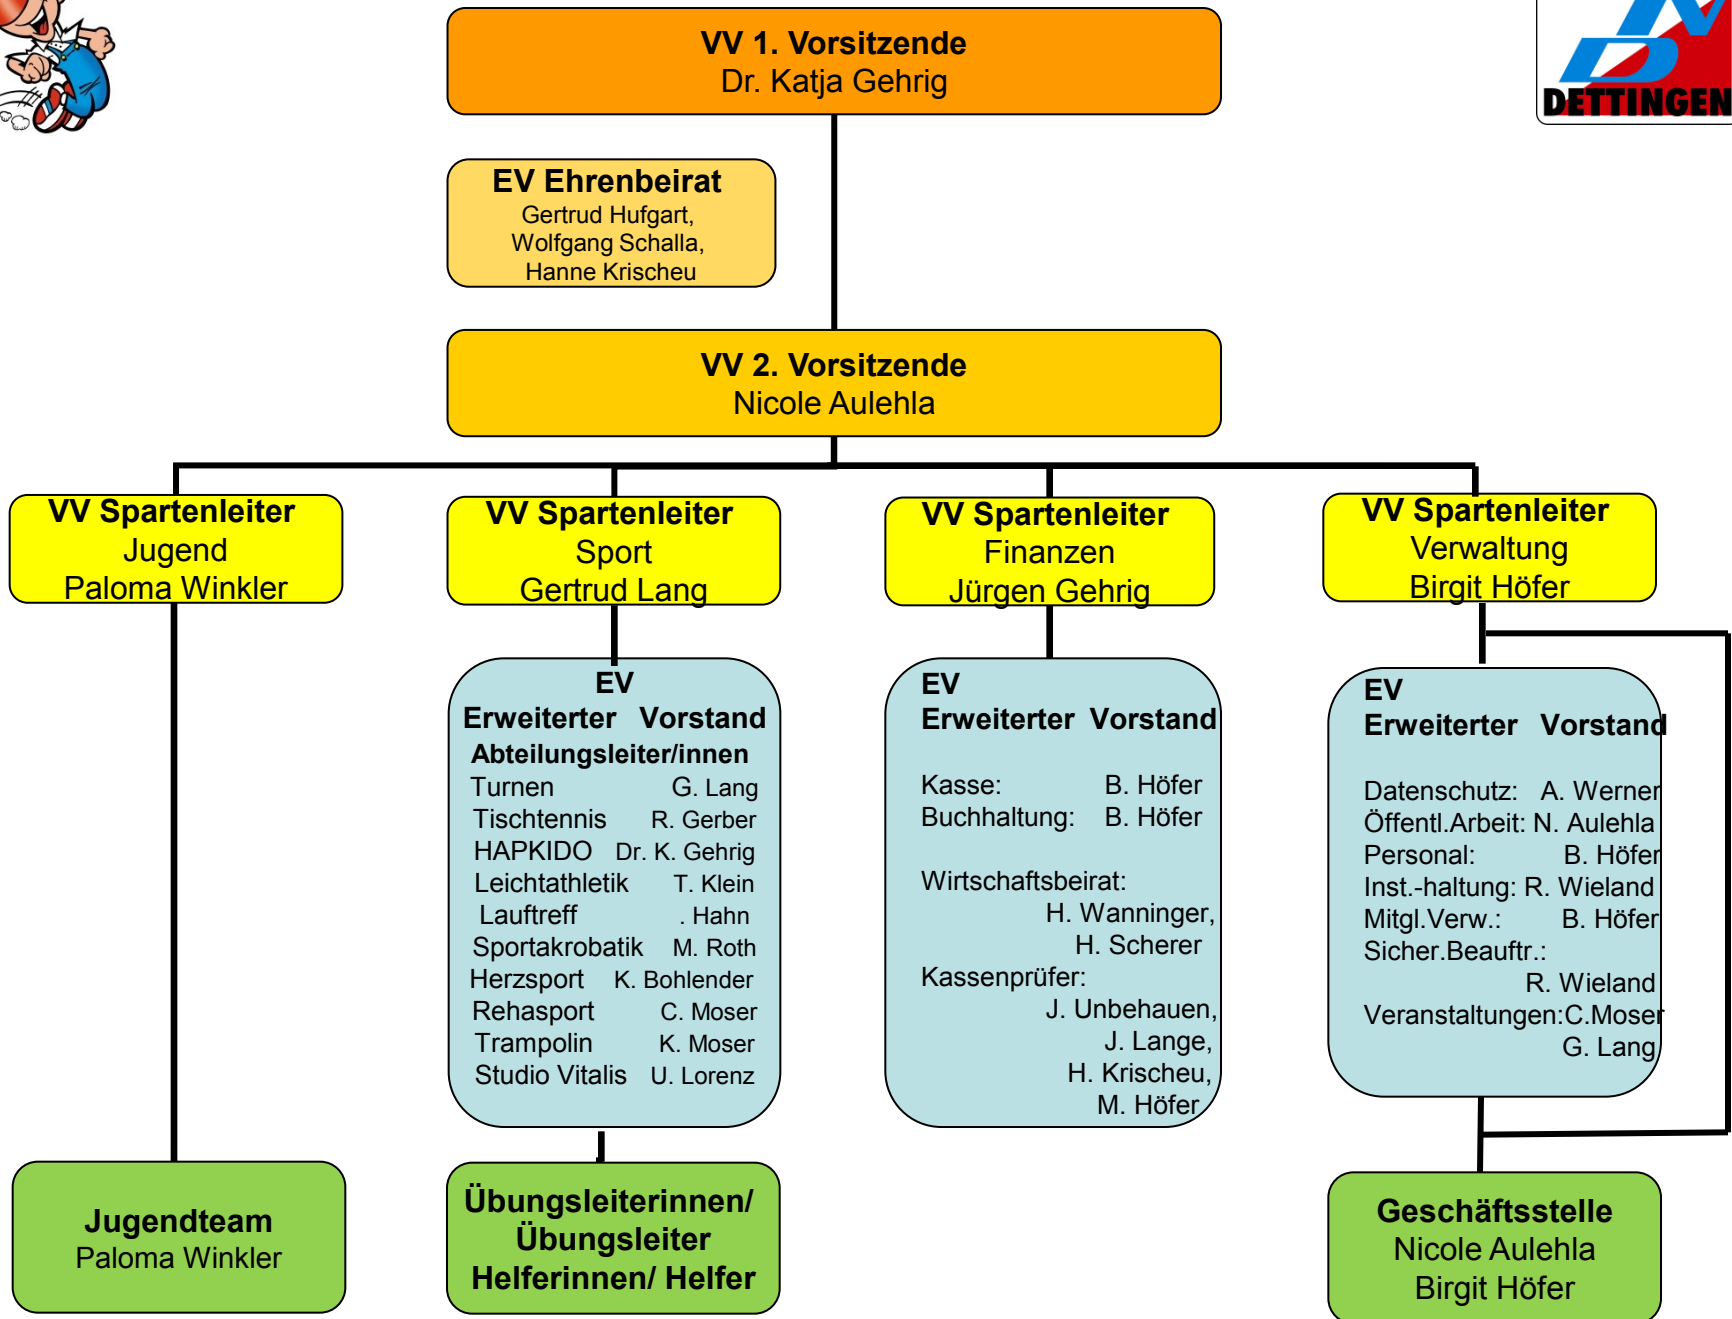 DETTINGEN
VV 1. Vorsitzende
Dr. Katja Gehrig
EV Ehrenbeirat
Gertrud Hufgart,
Wolfgang Schalla,
Hanne Krischeu
VV 2. Vorsitzende
Nicole Aulehla
VV Spartenleiter
Jugend
Paloma Winkler
VV Spartenleiter
Sport
Gertrud Lang
VV Spartenleiter
Finanzen
Jürgen Gehrig
VV Spartenleiter
Verwaltung
Birgit Höfer
EV
Erweiterter Vorstand
Abteilungsleiter/innen
Turnen G. Lang
Tischtennis R. Gerber
HAPKIDO Dr. K. Gehrig
Leichtathletik T. Klein
Lauftreff . Hahn
Sportakrobatik M. Roth
Herzsport K. Bohlender
Rehasport C. Moser
Trampolin K. Moser
Studio Vitalis U. Lorenz
EV
Erweiterter Vorstand
Kasse: B. Höfer
Buchhaltung: B. Höfer
Wirtschaftsbeirat:
H. Wanninger,
H. Scherer
Kassenprüfer:
J. Unbehauen,
J. Lange,
H. Krischeu,
M. Höfer
EV
Erweiterter Vorstand
Datenschutz: A. Werner
Öffentl.Arbeit: N. Aulehla
Personal: B. Höfer
Inst.-haltung: R. Wieland
Mitgl.Verw.: B. Höfer
Sicher.Beauftr.:
R. Wieland
Veranstaltungen:C.Moser
G. Lang
Jugendteam
Paloma Winkler
Übungsleiterinnen/
Übungsleiter
Helferinnen/ Helfer
Geschäftsstelle
Nicole Aulehla
Birgit Höfer